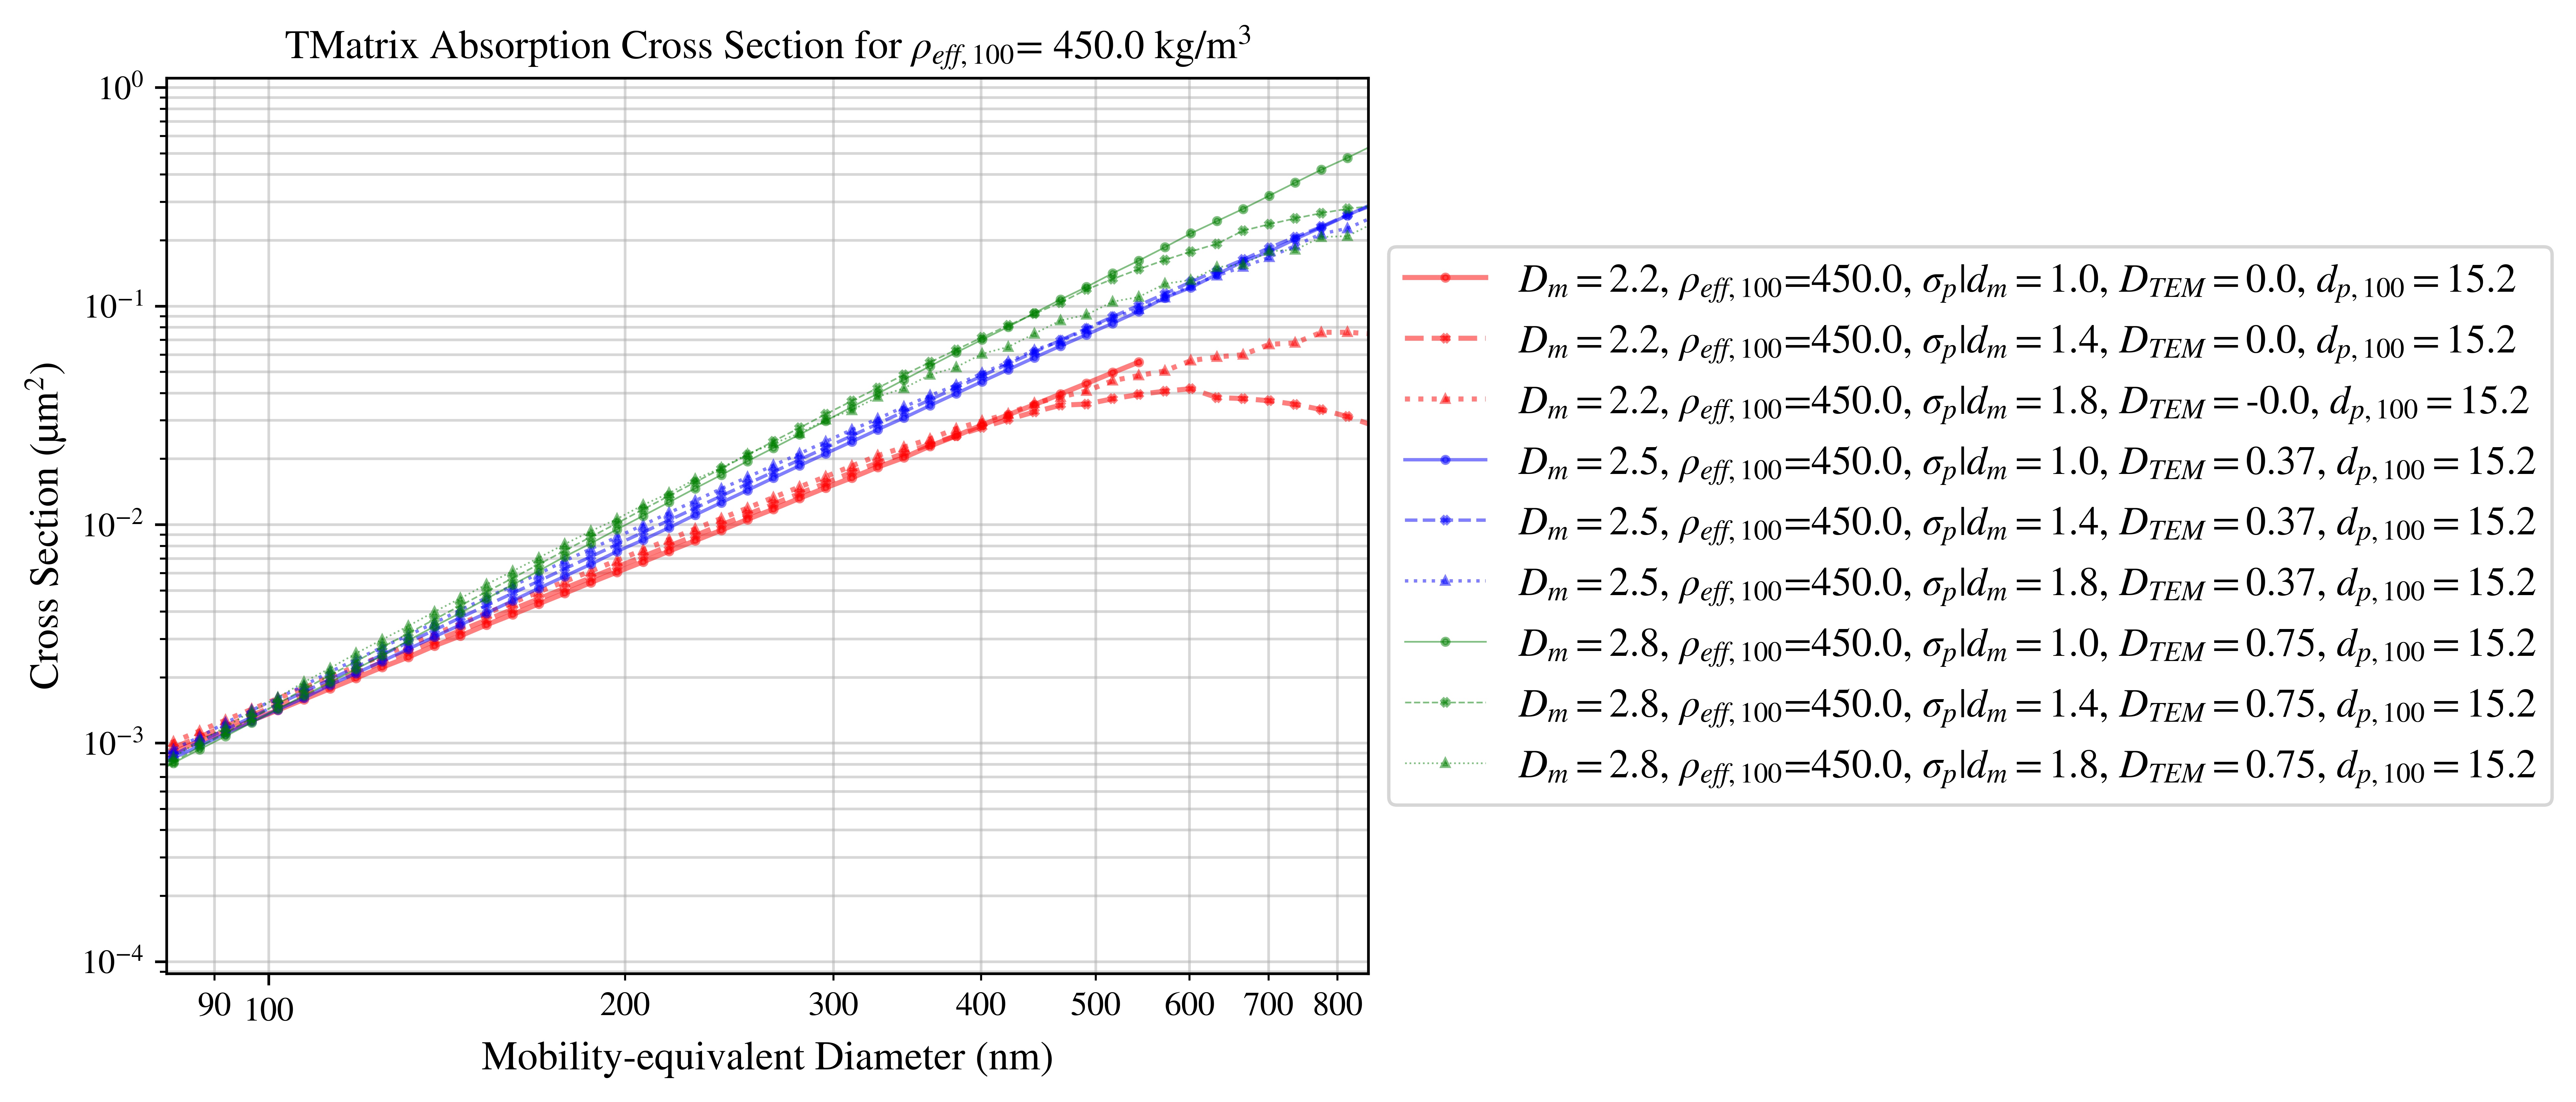 TMatrix Absorption Cross Section for ρeff,100= 450.0 kg/m³
Cross Section (µm²)
10⁰
10⁻¹
10⁻²
10⁻³
10⁻⁴
90 100 200 300 400 500 600 700 800
Mobility-equivalent Diameter (nm)
Dm = 2.2, ρeff,100=450.0, σp|dm = 1.0, DTEM = 0.0, dp,100 = 15.2
Dm = 2.2, ρeff,100=450.0, σp|dm = 1.4, DTEM = 0.0, dp,100 = 15.2
Dm = 2.2, ρeff,100=450.0, σp|dm = 1.8, DTEM = -0.0, dp,100 = 15.2
Dm = 2.5, ρeff,100=450.0, σp|dm = 1.0, DTEM = 0.37, dp,100 = 15.2
Dm = 2.5, ρeff,100=450.0, σp|dm = 1.4, DTEM = 0.37, dp,100 = 15.2
Dm = 2.5, ρeff,100=450.0, σp|dm = 1.8, DTEM = 0.37, dp,100 = 15.2
Dm = 2.8, ρeff,100=450.0, σp|dm = 1.0, DTEM = 0.75, dp,100 = 15.2
Dm = 2.8, ρeff,100=450.0, σp|dm = 1.4, DTEM = 0.75, dp,100 = 15.2
Dm = 2.8, ρeff,100=450.0, σp|dm = 1.8, DTEM = 0.75, dp,100 = 15.2